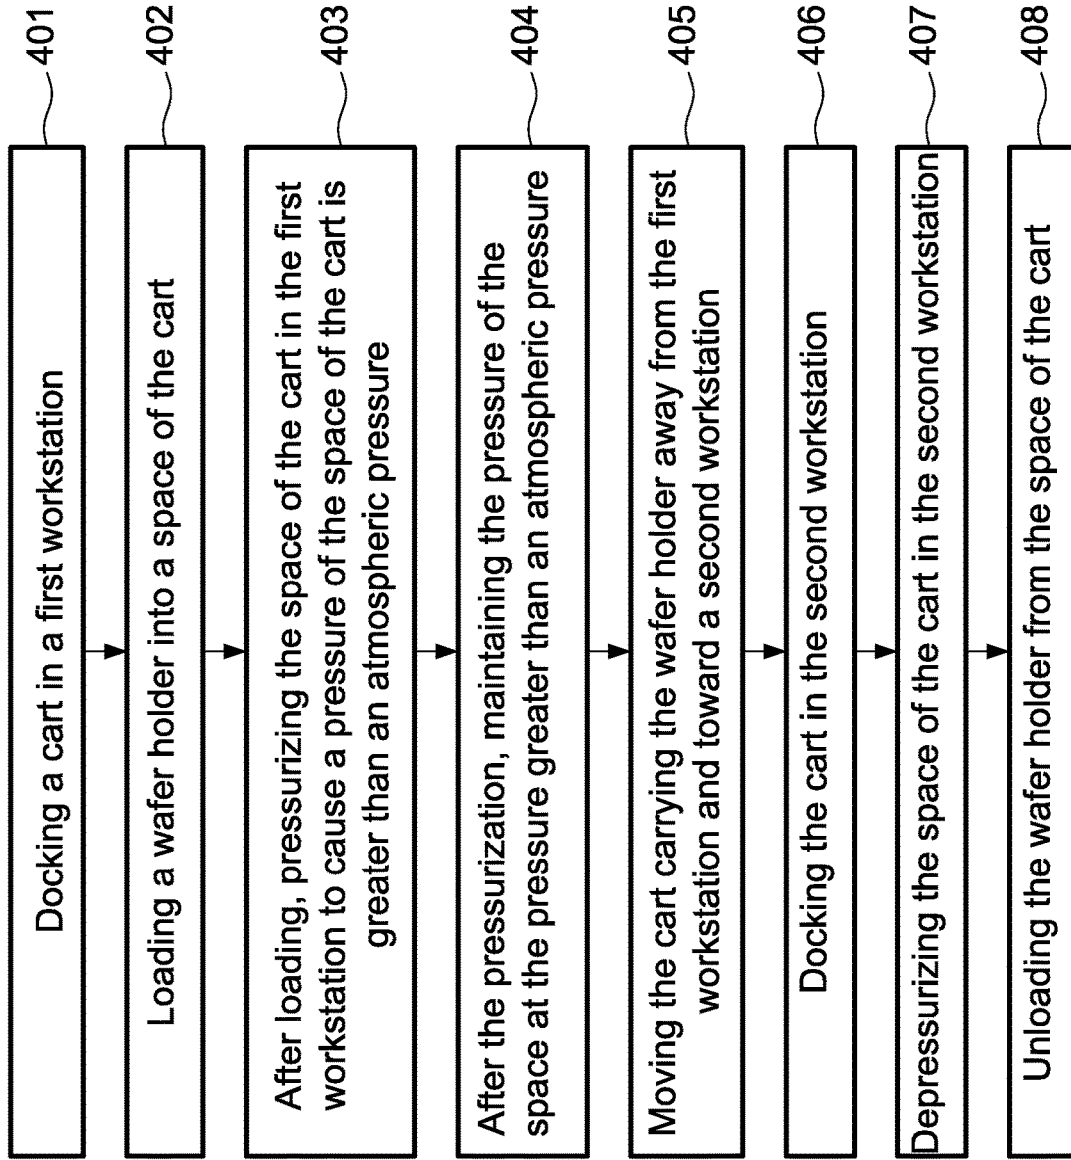 Docking a cart in a first workstation
401
Loading a wafer holder into a space of the cart
402
After loading, pressurizing the space of the cart in the first
workstation to cause a pressure of the space of the cart is
greater than an atmospheric pressure
403
After the pressurization, maintaining the pressure of the
space at the pressure greater than an atmospheric pressure
404
Moving the cart carrying the wafer holder away from the first
workstation and toward a second workstation
405
Docking the cart in the second workstation
406
Depressurizing the space of the cart in the second workstation
407
Unloading the wafer holder from the space of the cart
408